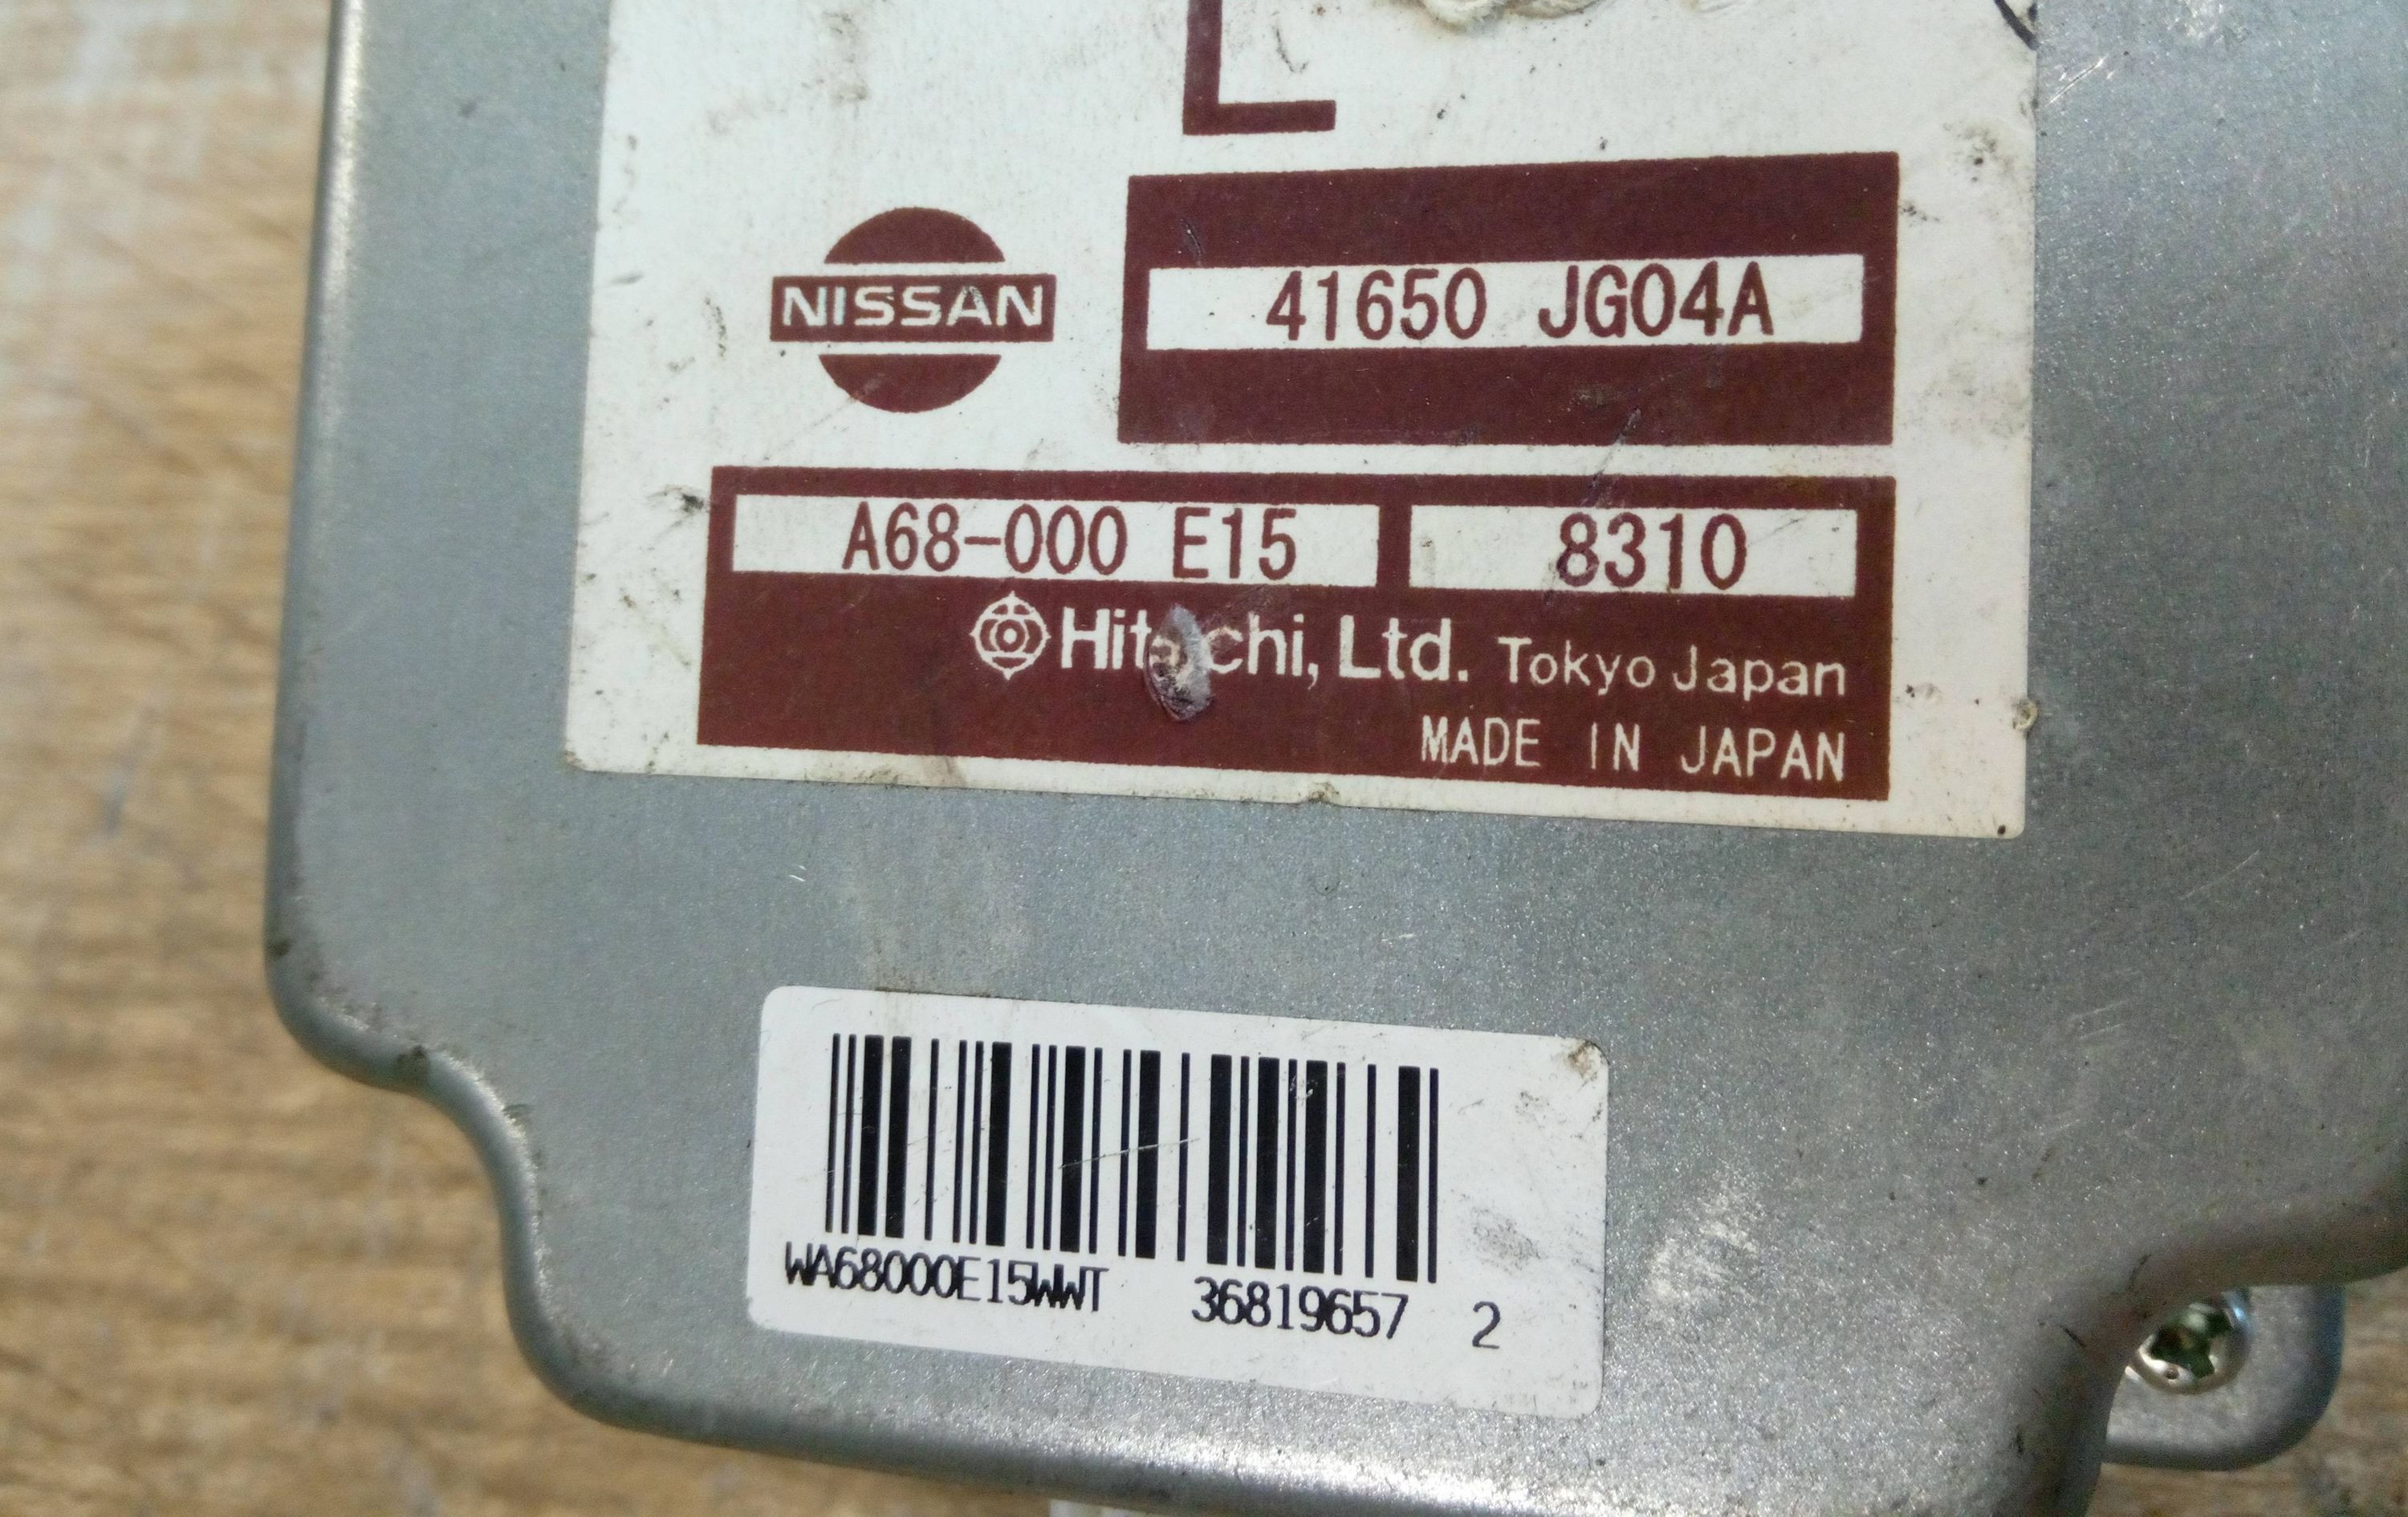 L
NISSAN
41650 JG04A
A68-000 E15 8310
Hitachi, Ltd. Tokyo Japan
MADE IN JAPAN
WA68000E15WWT 36819657 2